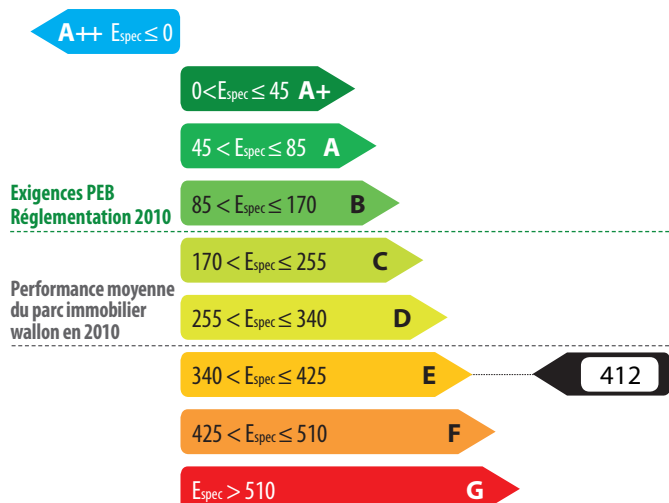 A++ Espec ≤ 0
0<Espec ≤ 45 A+
45 < Espec ≤ 85 A
Exigences PEB
Réglementation 2010
85 < Espec ≤ 170 B
170 < Espec ≤ 255 C
Performance moyenne
du parc immobilier
wallon en 2010
255 < Espec ≤ 340 D
340 < Espec ≤ 425 E
412
425 < Espec ≤ 510 F
Espec > 510 G